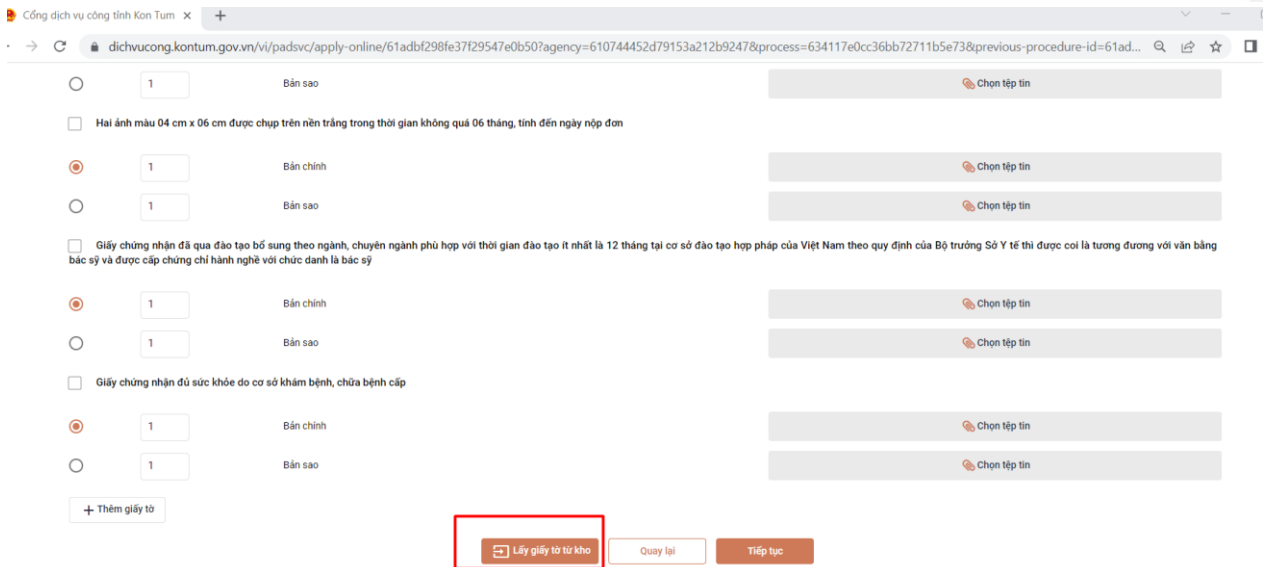 Cổng dịch vụ công tỉnh Kon Tum
dichvucong.kontum.gov.vn/vi/padsvc/apply-online/61adbf298fe37f29547e0b50?agency=610744452d79153a212b9247&process=634117e0cc36bb72711b5e73&previous-procedure-id=61ad...
1 Bản sao Chọn tệp tin
Hai ảnh màu 04 cm x 06 cm được chụp trên nền trắng trong thời gian không quá 06 tháng, tính đến ngày nộp đơn
1 Bản chính Chọn tệp tin
1 Bản sao Chọn tệp tin
Giấy chứng nhận đã qua đào tạo bổ sung theo ngành, chuyên ngành phù hợp với thời gian đào tạo ít nhất là 12 tháng tại cơ sở đào tạo hợp pháp của Việt Nam theo quy định của Bộ trưởng Sở Y tế thì được coi là tương đương với văn bằng
bác sỹ và được cấp chứng chỉ hành nghề với chức danh là bác sỹ
1 Bản chính Chọn tệp tin
1 Bản sao Chọn tệp tin
Giấy chứng nhận đủ sức khỏe do cơ sở khám bệnh, chữa bệnh cấp
1 Bản chính Chọn tệp tin
1 Bản sao Chọn tệp tin
+ Thêm giấy tờ
Lấy giấy tờ từ kho Quay lại Tiếp tục